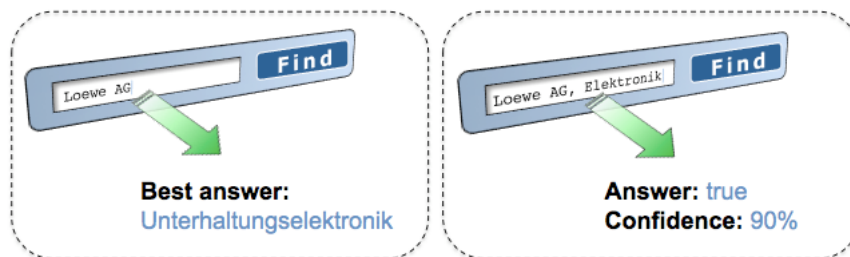 Loewe AG
Find
Best answer:
Unterhaltungselektronik
Loewe AG, Elektronik
Find
Answer: true
Confidence: 90%